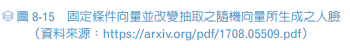 圖 8-15 固定條件向量並改變抽取之隨機向量所生成之人臉
(資料來源:https://arxiv.org/pdf/1708.05509.pdf)